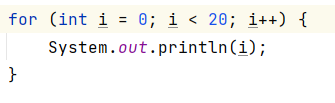 for (int i = 0; i < 20; i++) {
    System.out.println(i);
}